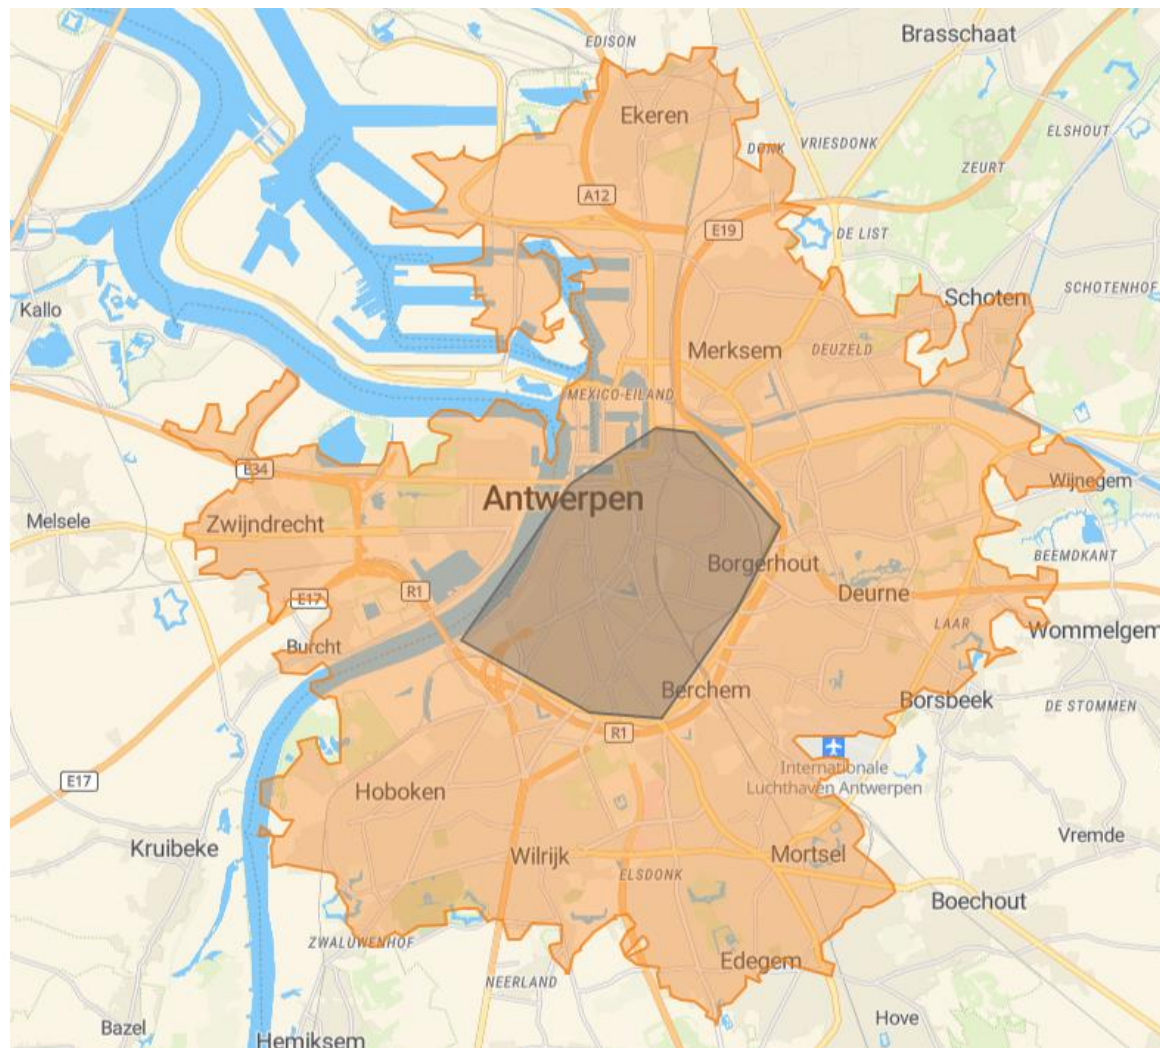 EDISON
Brasschaat
Ekeren
ELSHOUT
DONK
VRIESDONK
ZEURT
A12
E19
DE LIST
Kallo
Schoten
SCHOTENHOF
Merksem
DEUZELD
MEXICO-EILAND
E34
Wijnegem
Antwerpen
Melsele
Zwijndrecht
BEEMDKANT
Borgerhout
R1
E17
Deurne
LAAR
Wommelgem
Burcht
Berchem
Borsbeek
DE STOMMEN
R1
E17
Internationale
Luchthaven Antwerpen
Hoboken
Kruibeke
Vremde
Wilrijk
Mortsel
ELSDONK
Boechout
ZWALUWENHOF
Edegem
NEERLAND
Bazel
Hove
Hemiksem